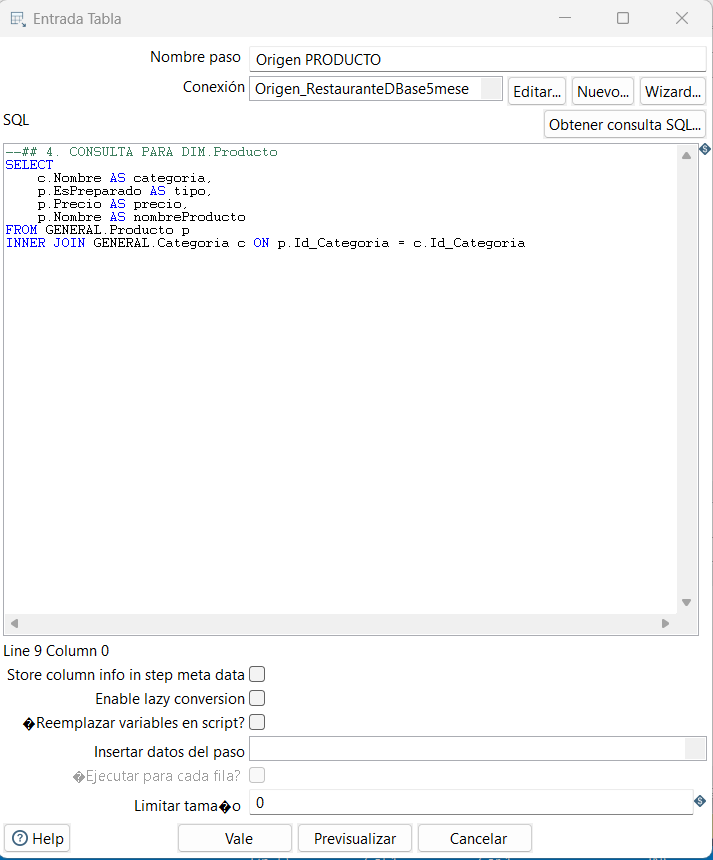 Entrada Tabla
Nombre paso Origen PRODUCTO
Conexión Origen_RestauranteDBase5mese Editar... Nuevo... Wizard...
SQL
Obtener consulta SQL...
--## 4. CONSULTA PARA DIM.Producto
SELECT
    c.Nombre AS categoria,
    p.EsPreparado AS tipo,
    p.Precio AS precio,
    p.Nombre AS nombreProducto
FROM GENERAL.Producto p
INNER JOIN GENERAL.Categoria c ON p.Id_Categoria = c.Id_Categoria
Line 9 Column 0
Store column info in step meta data
Enable lazy conversion
�Reemplazar variables en script?
Insertar datos del paso
�Ejecutar para cada fila?
Limitar tama�o 0
Help Vale Previsualizar Cancelar